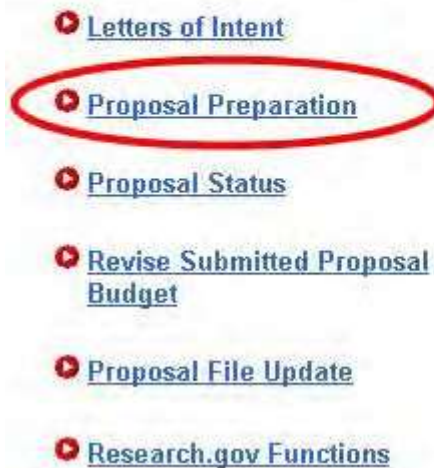 Letters of Intent
Proposal Preparation
Proposal Status
Revise Submitted Proposal
Budget
Proposal File Update
Research.gov Functions